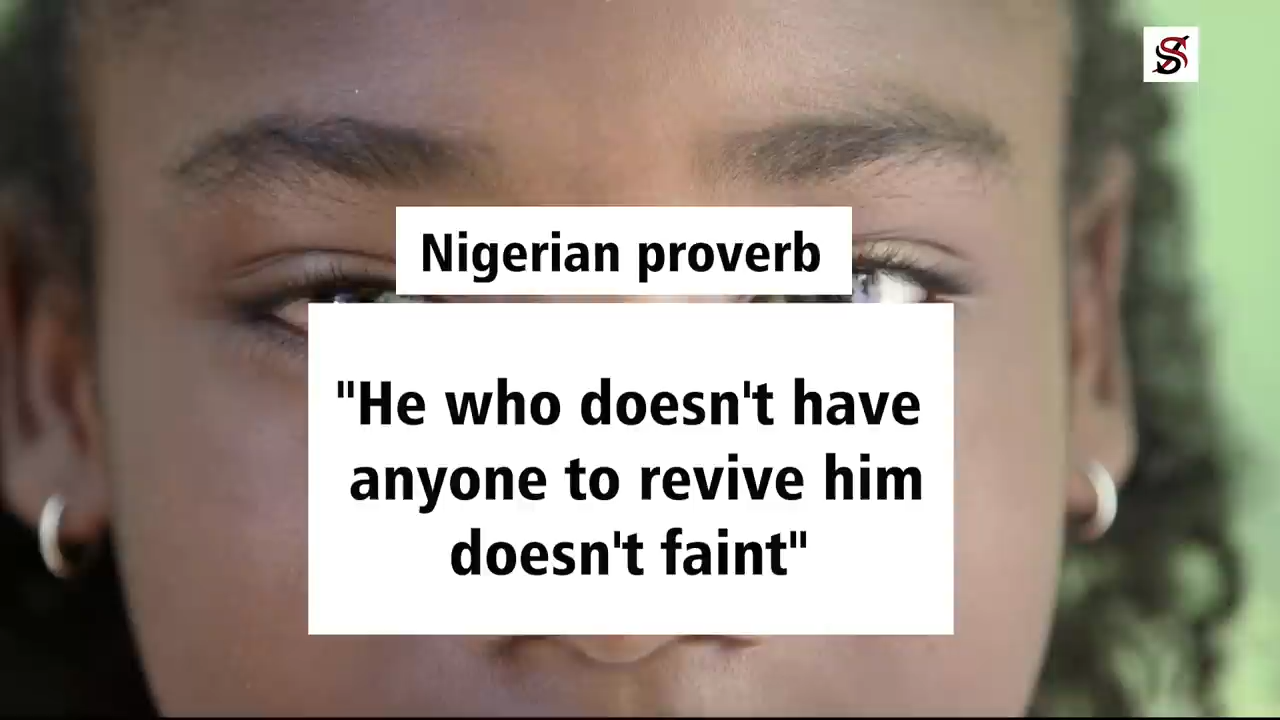 Nigerian proverb
"He who doesn't have
anyone to revive him
doesn't faint"